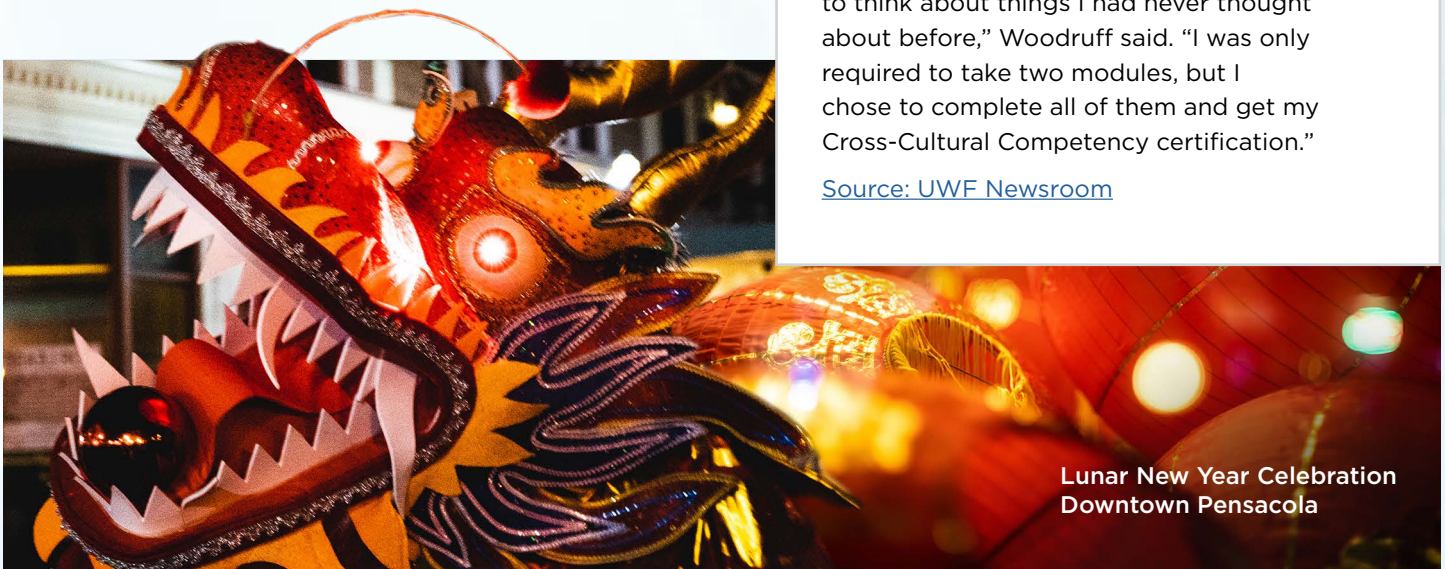 to think about things I had never thought
about before,” Woodruff said. “I was only
required to take two modules, but I
chose to complete all of them and get my
Cross-Cultural Competency certification.”
Source: UWF Newsroom
Lunar New Year Celebration
Downtown Pensacola